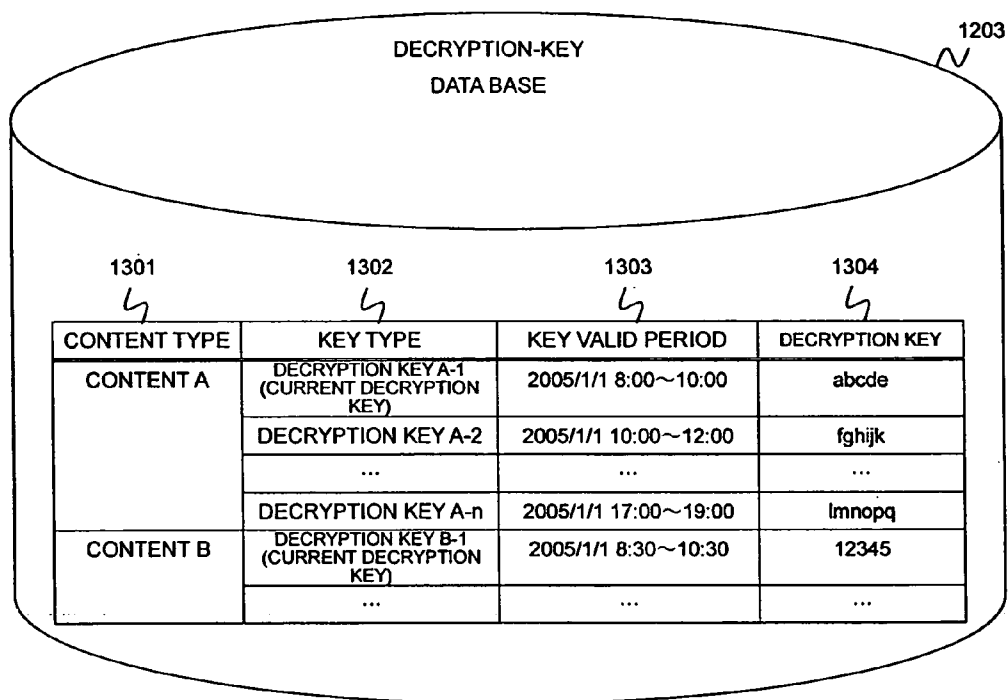 1203
DECRYPTION-KEY
DATA BASE
1301 1302 1303 1304
CONTENT TYPE KEY TYPE KEY VALID PERIOD DECRYPTION KEY
CONTENT A DECRYPTION KEY A-1 (CURRENT DECRYPTION KEY) 2005/1/1 8:00~10:00 abcde
DECRYPTION KEY A-2 2005/1/1 10:00~12:00 fghijk
... ... ...
DECRYPTION KEY A-n 2005/1/1 17:00~19:00 lmnopq
CONTENT B DECRYPTION KEY B-1 (CURRENT DECRYPTION KEY) 2005/1/1 8:30~10:30 12345
... ... ...